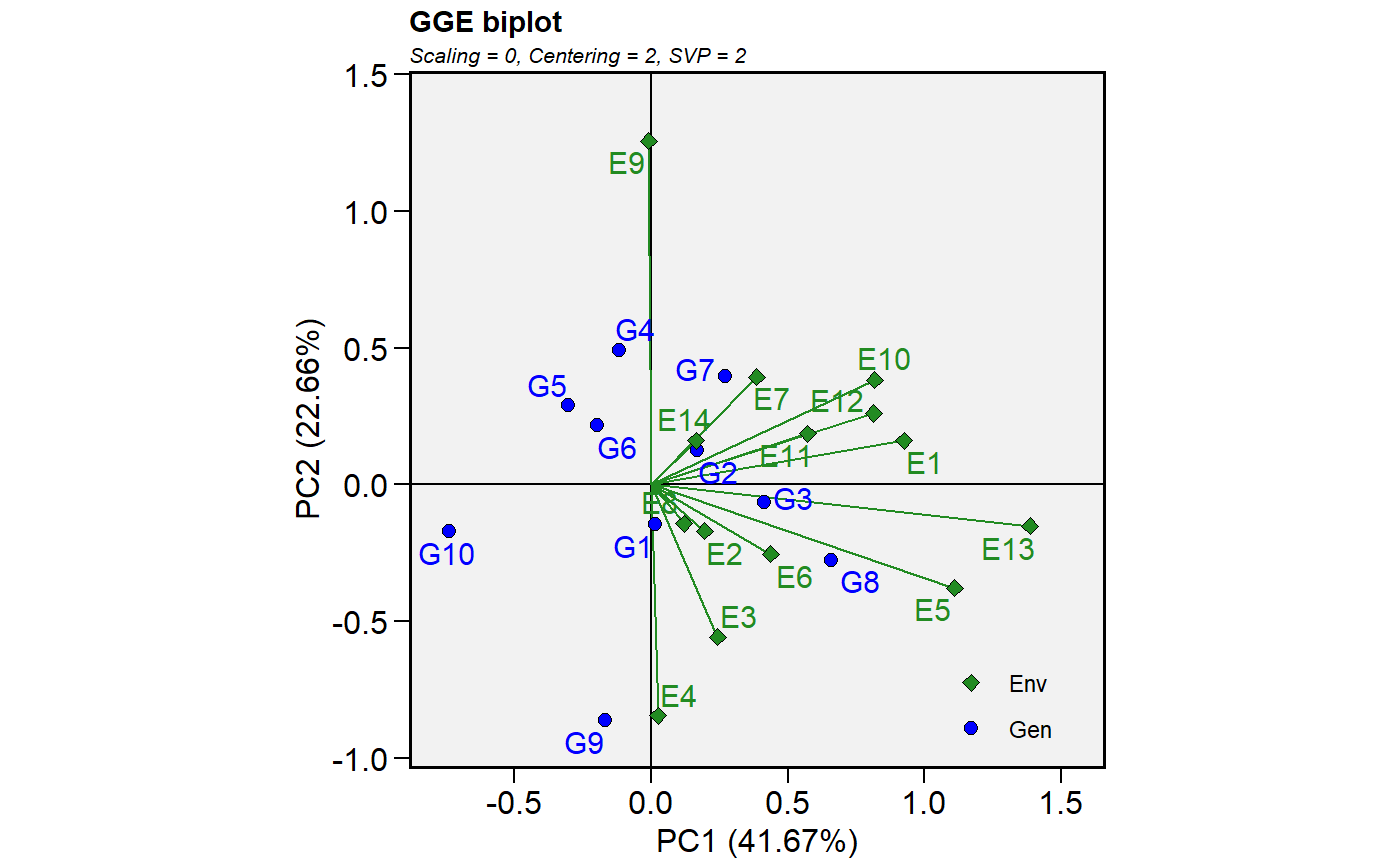 GGE biplot
Scaling = 0, Centering = 2, SVP = 2
1.5
1.0
0.5
0.0
-0.5
-1.0
PC2 (22.66%)
E9
G4
G7
E10
G5
E7
E12
E14
G6
E11
E1
G2
G3
G1
G10
E2
E13
E6
G8
E5
E3
E4
G9
Env
Gen
-0.5
0.0
0.5
1.0
1.5
PC1 (41.67%)